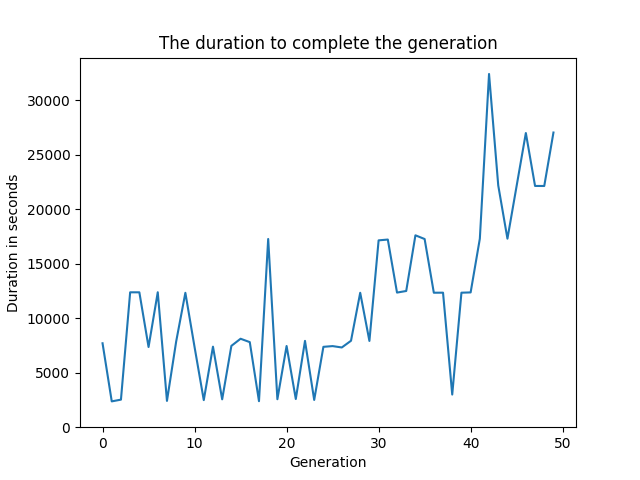 The duration to complete the generation
30000
25000
20000
15000
10000
5000
0
Duration in seconds
0 10 20 30 40 50
Generation